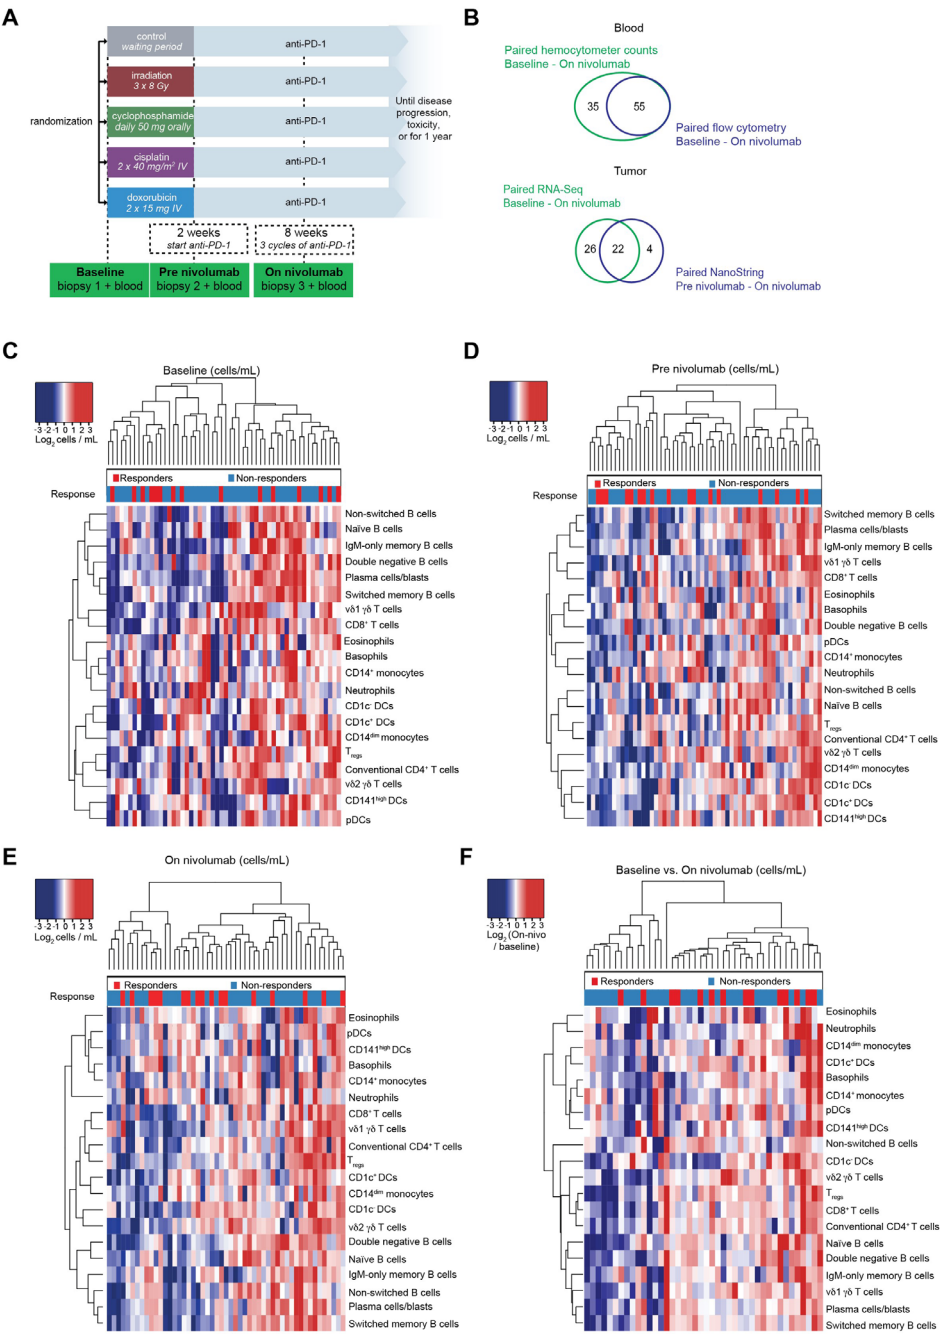 A
control
waiting period
anti-PD-1
irradiation
3 x 8 Gy
anti-PD-1
randomization
cyclophosphamide
daily 50 mg orally
anti-PD-1
cisplatin
2 x 40 mg/m² IV
anti-PD-1
doxorubicin
2 x 15 mg IV
anti-PD-1
Until disease
progression,
toxicity,
or for 1 year
2 weeks
start anti-PD-1
8 weeks
3 cycles of anti-PD-1
Baseline
biopsy 1 + blood
Pre nivolumab
biopsy 2 + blood
On nivolumab
biopsy 3 + blood
B
Blood
Paired hemocytometer counts
Baseline - On nivolumab
35
55
Paired flow cytometry
Baseline - On nivolumab
Tumor
Paired RNA-Seq
Baseline - On nivolumab
26
22
4
Paired NanoString
Pre nivolumab - On nivolumab
C
Baseline (cells/mL)
-3 -2 -1 0 1 2 3
Log2 cells / mL
Responders
Non-responders
Response
Non-switched B cells
Naïve B cells
IgM-only memory B cells
Double negative B cells
Plasma cells/blasts
Switched memory B cells
vδ1 γδ T cells
CD8⁺ T cells
Eosinophils
Basophils
CD14⁺ monocytes
Neutrophils
CD1c⁻ DCs
CD1c⁺ DCs
CD14dim monocytes
Tregs
Conventional CD4⁺ T cells
vδ2 γδ T cells
CD141high DCs
pDCs
D
Pre nivolumab (cells/mL)
-3 -2 -1 0 1 2 3
Log2 cells / mL
Responders
Non-responders
Response
Switched memory B cells
Plasma cells/blasts
IgM-only memory B cells
vδ1 γδ T cells
CD8⁺ T cells
Eosinophils
Basophils
Double negative B cells
pDCs
CD14⁺ monocytes
Neutrophils
Non-switched B cells
Naïve B cells
Tregs
Conventional CD4⁺ T cells
vδ2 γδ T cells
CD14dim monocytes
CD1c⁻ DCs
CD1c⁺ DCs
CD141high DCs
E
On nivolumab (cells/mL)
-3 -2 -1 0 1 2 3
Log2 cells / mL
Responders
Non-responders
Response
Eosinophils
pDCs
CD141high DCs
Basophils
CD14⁺ monocytes
Neutrophils
CD8⁺ T cells
vδ1 γδ T cells
Conventional CD4⁺ T cells
Tregs
CD1c⁺ DCs
CD14dim monocytes
CD1c⁻ DCs
vδ2 γδ T cells
Double negative B cells
Naïve B cells
IgM-only memory B cells
Non-switched B cells
Plasma cells/blasts
Switched memory B cells
F
Baseline vs. On nivolumab (cells/mL)
-3 -2 -1 0 1 2 3
Log2 (On-nivo
/ baseline)
Responders
Non-responders
Response
Eosinophils
Neutrophils
CD14dim monocytes
CD1c⁺ DCs
Basophils
CD14⁺ monocytes
pDCs
CD141high DCs
Non-switched B cells
CD1c⁻ DCs
vδ2 γδ T cells
Tregs
CD8⁺ T cells
Conventional CD4⁺ T cells
Naïve B cells
Double negative B cells
IgM-only memory B cells
vδ1 γδ T cells
Plasma cells/blasts
Switched memory B cells